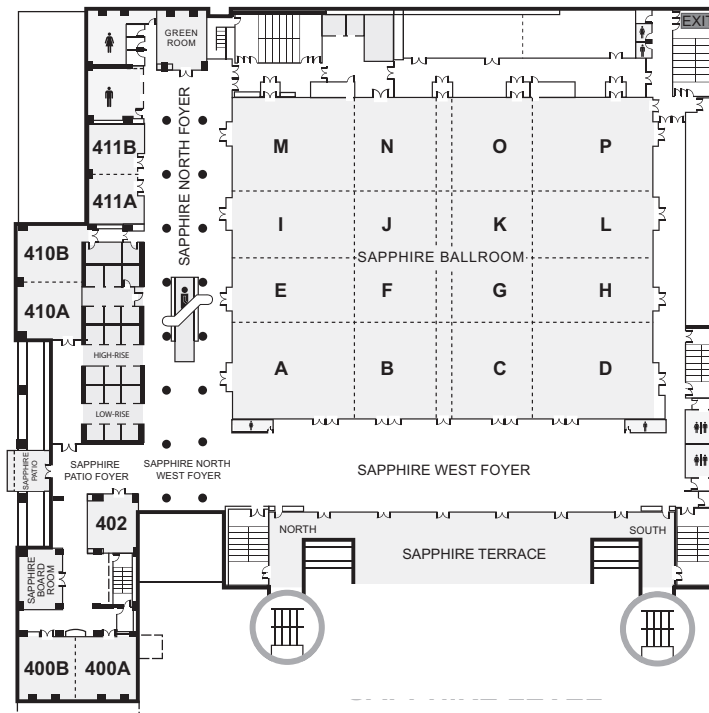 EXIT
GREEN
ROOM
SAPPHIRE NORTH FOYER
411B
411A
M
N
O
P
I
J
K
L
SAPPHIRE BALLROOM
410B
410A
E
F
G
H
HIGH-RISE
A
B
C
D
LOW-RISE
SAPPHIRE
PATIO
SAPPHIRE
PATIO FOYER
SAPPHIRE NORTH
WEST FOYER
SAPPHIRE WEST FOYER
402
NORTH
SOUTH
SAPPHIRE TERRACE
SAPPHIRE
BOARD
ROOM
400B
400A